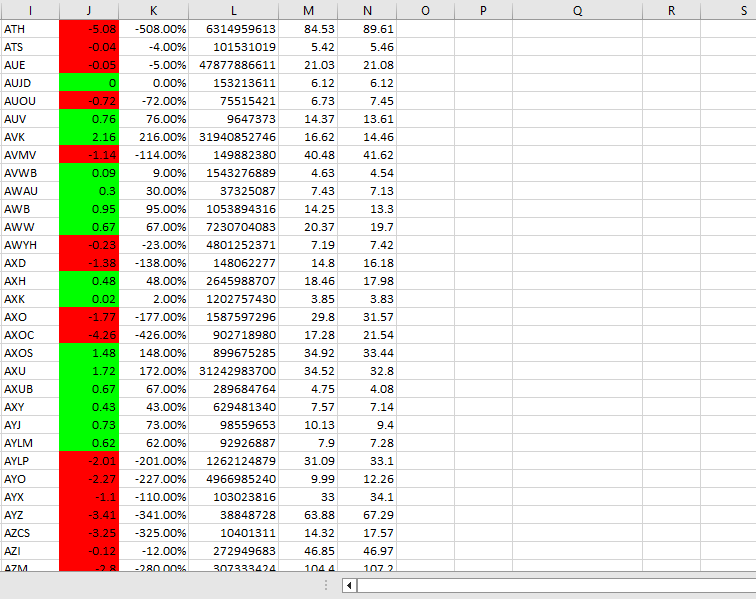 I J K L M N O P Q R S
ATH -5.08 -508.00% 6314959613 84.53 89.61
ATS -0.04 -4.00% 101531019 5.42 5.46
AUE -0.05 -5.00% 47877886611 21.03 21.08
AUJD 0 0.00% 153213611 6.12 6.12
AUOU -0.72 -72.00% 75515421 6.73 7.45
AUV 0.76 76.00% 9647373 14.37 13.61
AVK 2.16 216.00% 31940852746 16.62 14.46
AVMV -1.14 -114.00% 149882380 40.48 41.62
AVWB 0.09 9.00% 1543276889 4.63 4.54
AWAU 0.3 30.00% 37325087 7.43 7.13
AWB 0.95 95.00% 1053894316 14.25 13.3
AWW 0.67 67.00% 7230704083 20.37 19.7
AWYH -0.23 -23.00% 4801252371 7.19 7.42
AXD -1.38 -138.00% 148062277 14.8 16.18
AXH 0.48 48.00% 2645988707 18.46 17.98
AXK 0.02 2.00% 1202757430 3.85 3.83
AXO -1.77 -177.00% 1587597296 29.8 31.57
AXOC -4.26 -426.00% 902718980 17.28 21.54
AXOS 1.48 148.00% 899675285 34.92 33.44
AXU 1.72 172.00% 31242983700 34.52 32.8
AXUB 0.67 67.00% 289684764 4.75 4.08
AXY 0.43 43.00% 629481340 7.57 7.14
AYJ 0.73 73.00% 98559653 10.13 9.4
AYLM 0.62 62.00% 92926887 7.9 7.28
AYLP -2.01 -201.00% 1262124879 31.09 33.1
AYO -2.27 -227.00% 4966985240 9.99 12.26
AYX -1.1 -110.00% 103023816 33 34.1
AYZ -3.41 -341.00% 38848728 63.88 67.29
AZCS -3.25 -325.00% 10401311 14.32 17.57
AZI -0.12 -12.00% 272949683 46.85 46.97
AZM -2.8 -280.00% 307333424 104.4 107.2